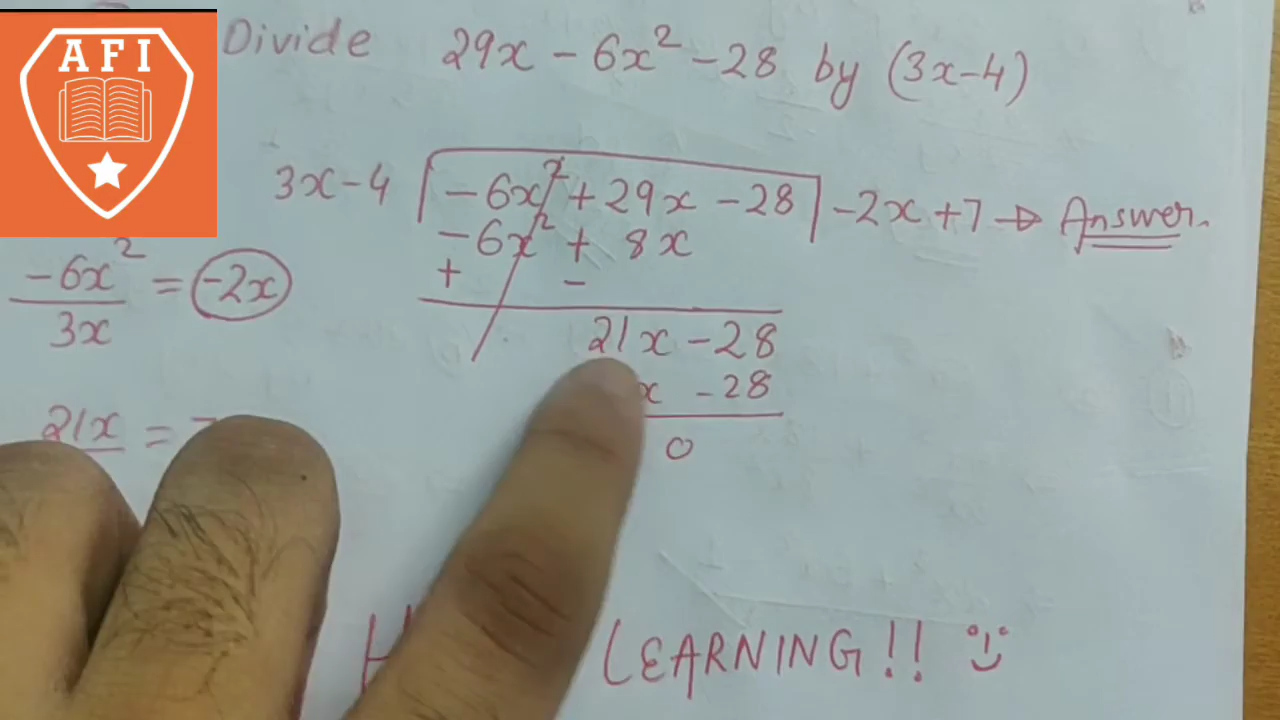 AFI
Divide 29x - 6x² - 28 by (3x-4)
3x-4 -6x² + 29x - 28 -2x+7 → Answer.
-6x² + 8x
+ -
-6x² = -2x
3x
21x - 28
x - 28
0
21x =
LEARNING!!